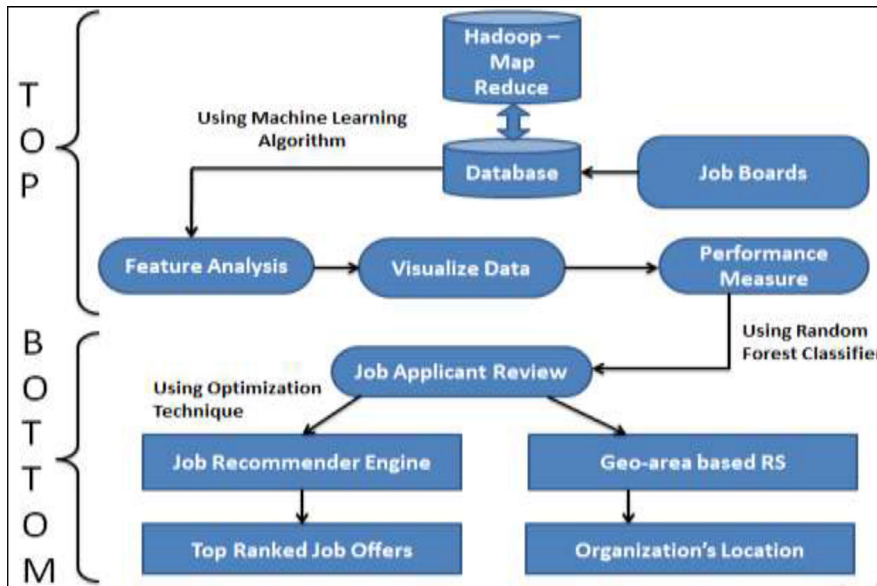 TOP
Hadoop –
Map
Reduce
Using Machine Learning
Algorithm
Database
Job Boards
Feature Analysis
Visualize Data
Performance
Measure
BOTTOM
Using Random
Forest Classifier
Job Applicant Review
Using Optimization
Technique
Job Recommender Engine
Geo-area based RS
Top Ranked Job Offers
Organization's Location